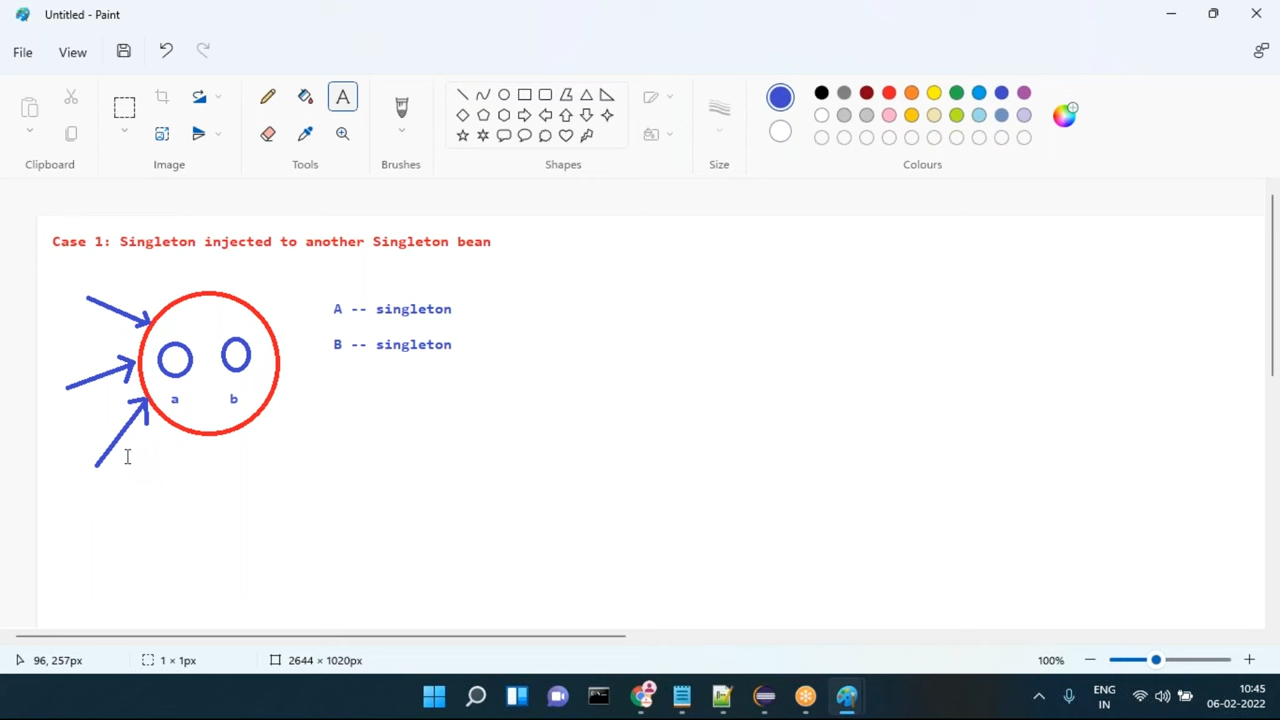 Untitled - Paint
File
View
Clipboard
Image
Tools
Brushes
Shapes
Size
Colours
Case 1: Singleton injected to another Singleton bean
A -- singleton
B -- singleton
a
b
96, 257px
1 × 1px
2644 × 1020px
100%
ENG
IN
10:45
06-02-2022